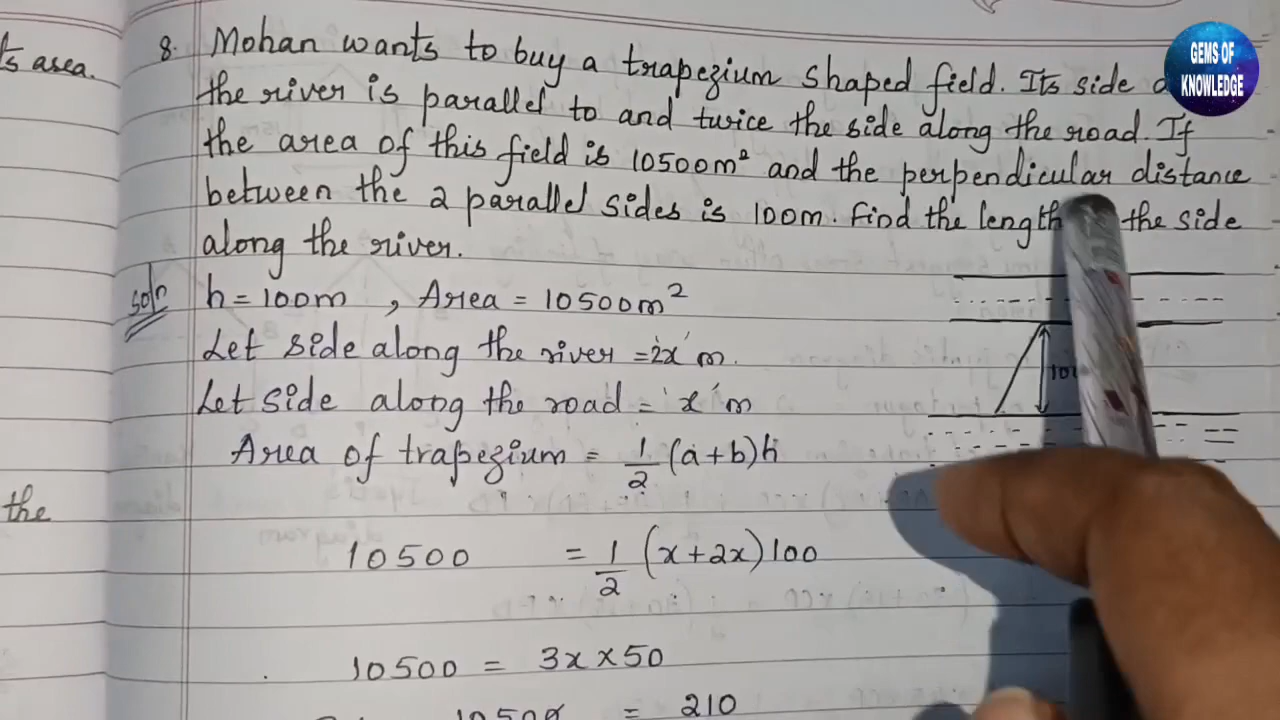 ts area.
8. Mohan wants to buy a trapezium shaped field. Its side
the river is parallel to and twice the side along the road. If
the area of this field is 10500m² and the perpendicular distance
between the 2 parallel sides is 100m. Find the length the side
along the river.
Soln h = 100m , Area = 10500m²
Let side along the river = '2x' m.
Let side along the road = 'x' m
Area of trapezium = 1/2 (a+b)h
the
10500 = 1/2 (x+2x)100
10500 = 3x × 50
= 210
GEMS OF
KNOWLEDGE